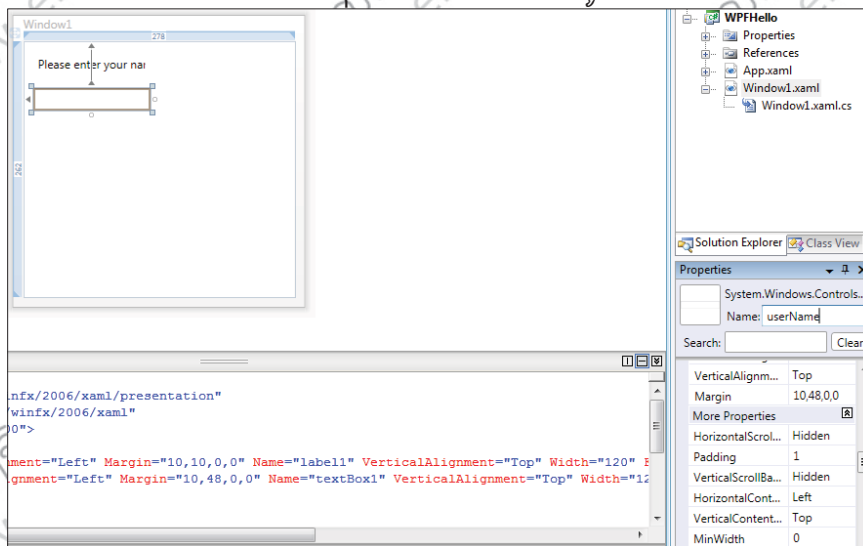 Window1
278
Please enter your nar
262
WPFHello
Properties
References
App.xaml
Window1.xaml
Window1.xaml.cs
Solution Explorer Class View
Properties
System.Windows.Controls...
Name: userName
Search: Clear
VerticalAlignm... Top
Margin 10,48,0,0
More Properties
HorizontalScrol... Hidden
Padding 1
VerticalScrollBa... Hidden
HorizontalCont... Left
VerticalContent... Top
MinWidth 0
nfx/2006/xaml/presentation"
winfx/2006/xaml"
0">
ment="Left" Margin="10,10,0,0" Name="label1" VerticalAlignment="Top" Width="120"
gnment="Left" Margin="10,48,0,0" Name="textBox1" VerticalAlignment="Top" Width="12